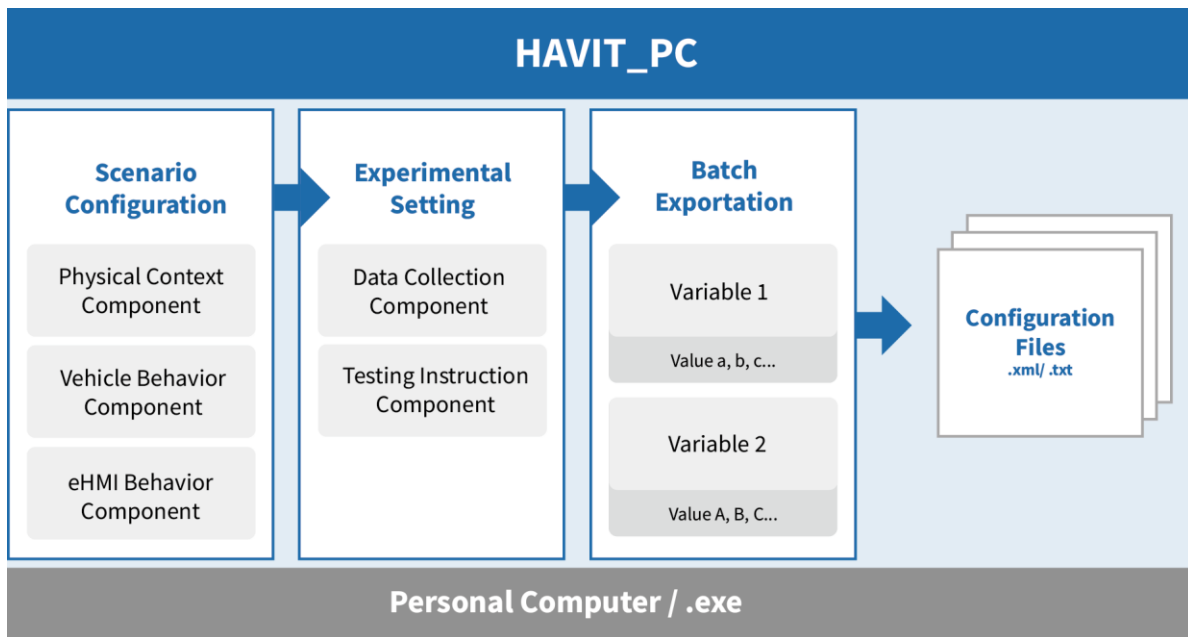 HAVIT_PC
Scenario
Configuration
Physical Context
Component
Vehicle Behavior
Component
eHMI Behavior
Component
Experimental
Setting
Data Collection
Component
Testing Instruction
Component
Batch
Exportation
Variable 1
Value a, b, c...
Variable 2
Value A, B, C...
Configuration
Files
.xml/ .txt
Personal Computer / .exe